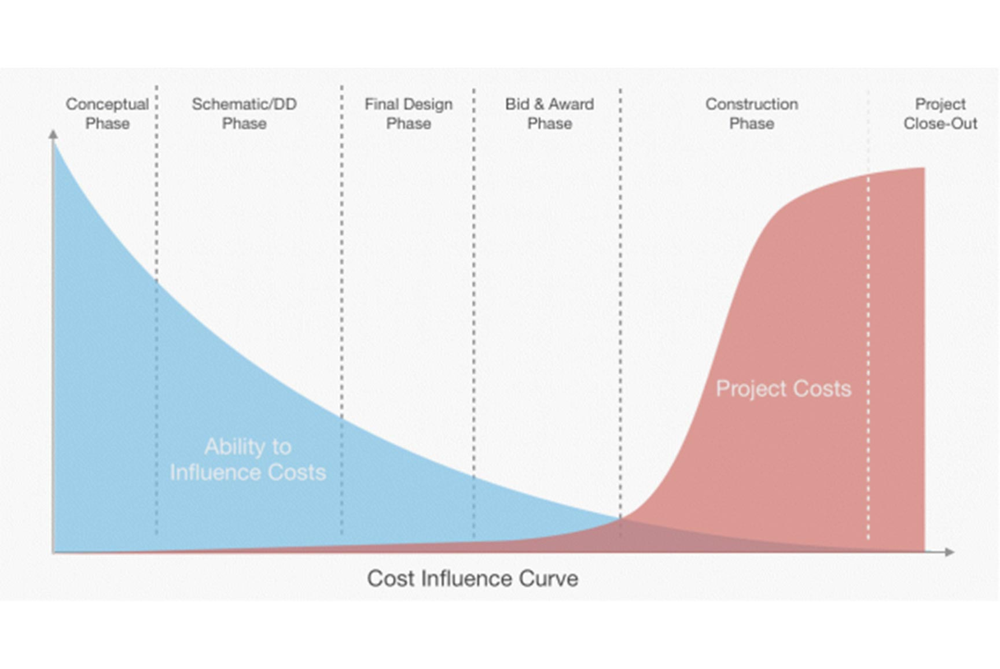 Conceptual
Phase
Schematic/DD
Phase
Final Design
Phase
Bid & Award
Phase
Construction
Phase
Project
Close-Out
Ability to
Influence Costs
Project Costs
Cost Influence Curve